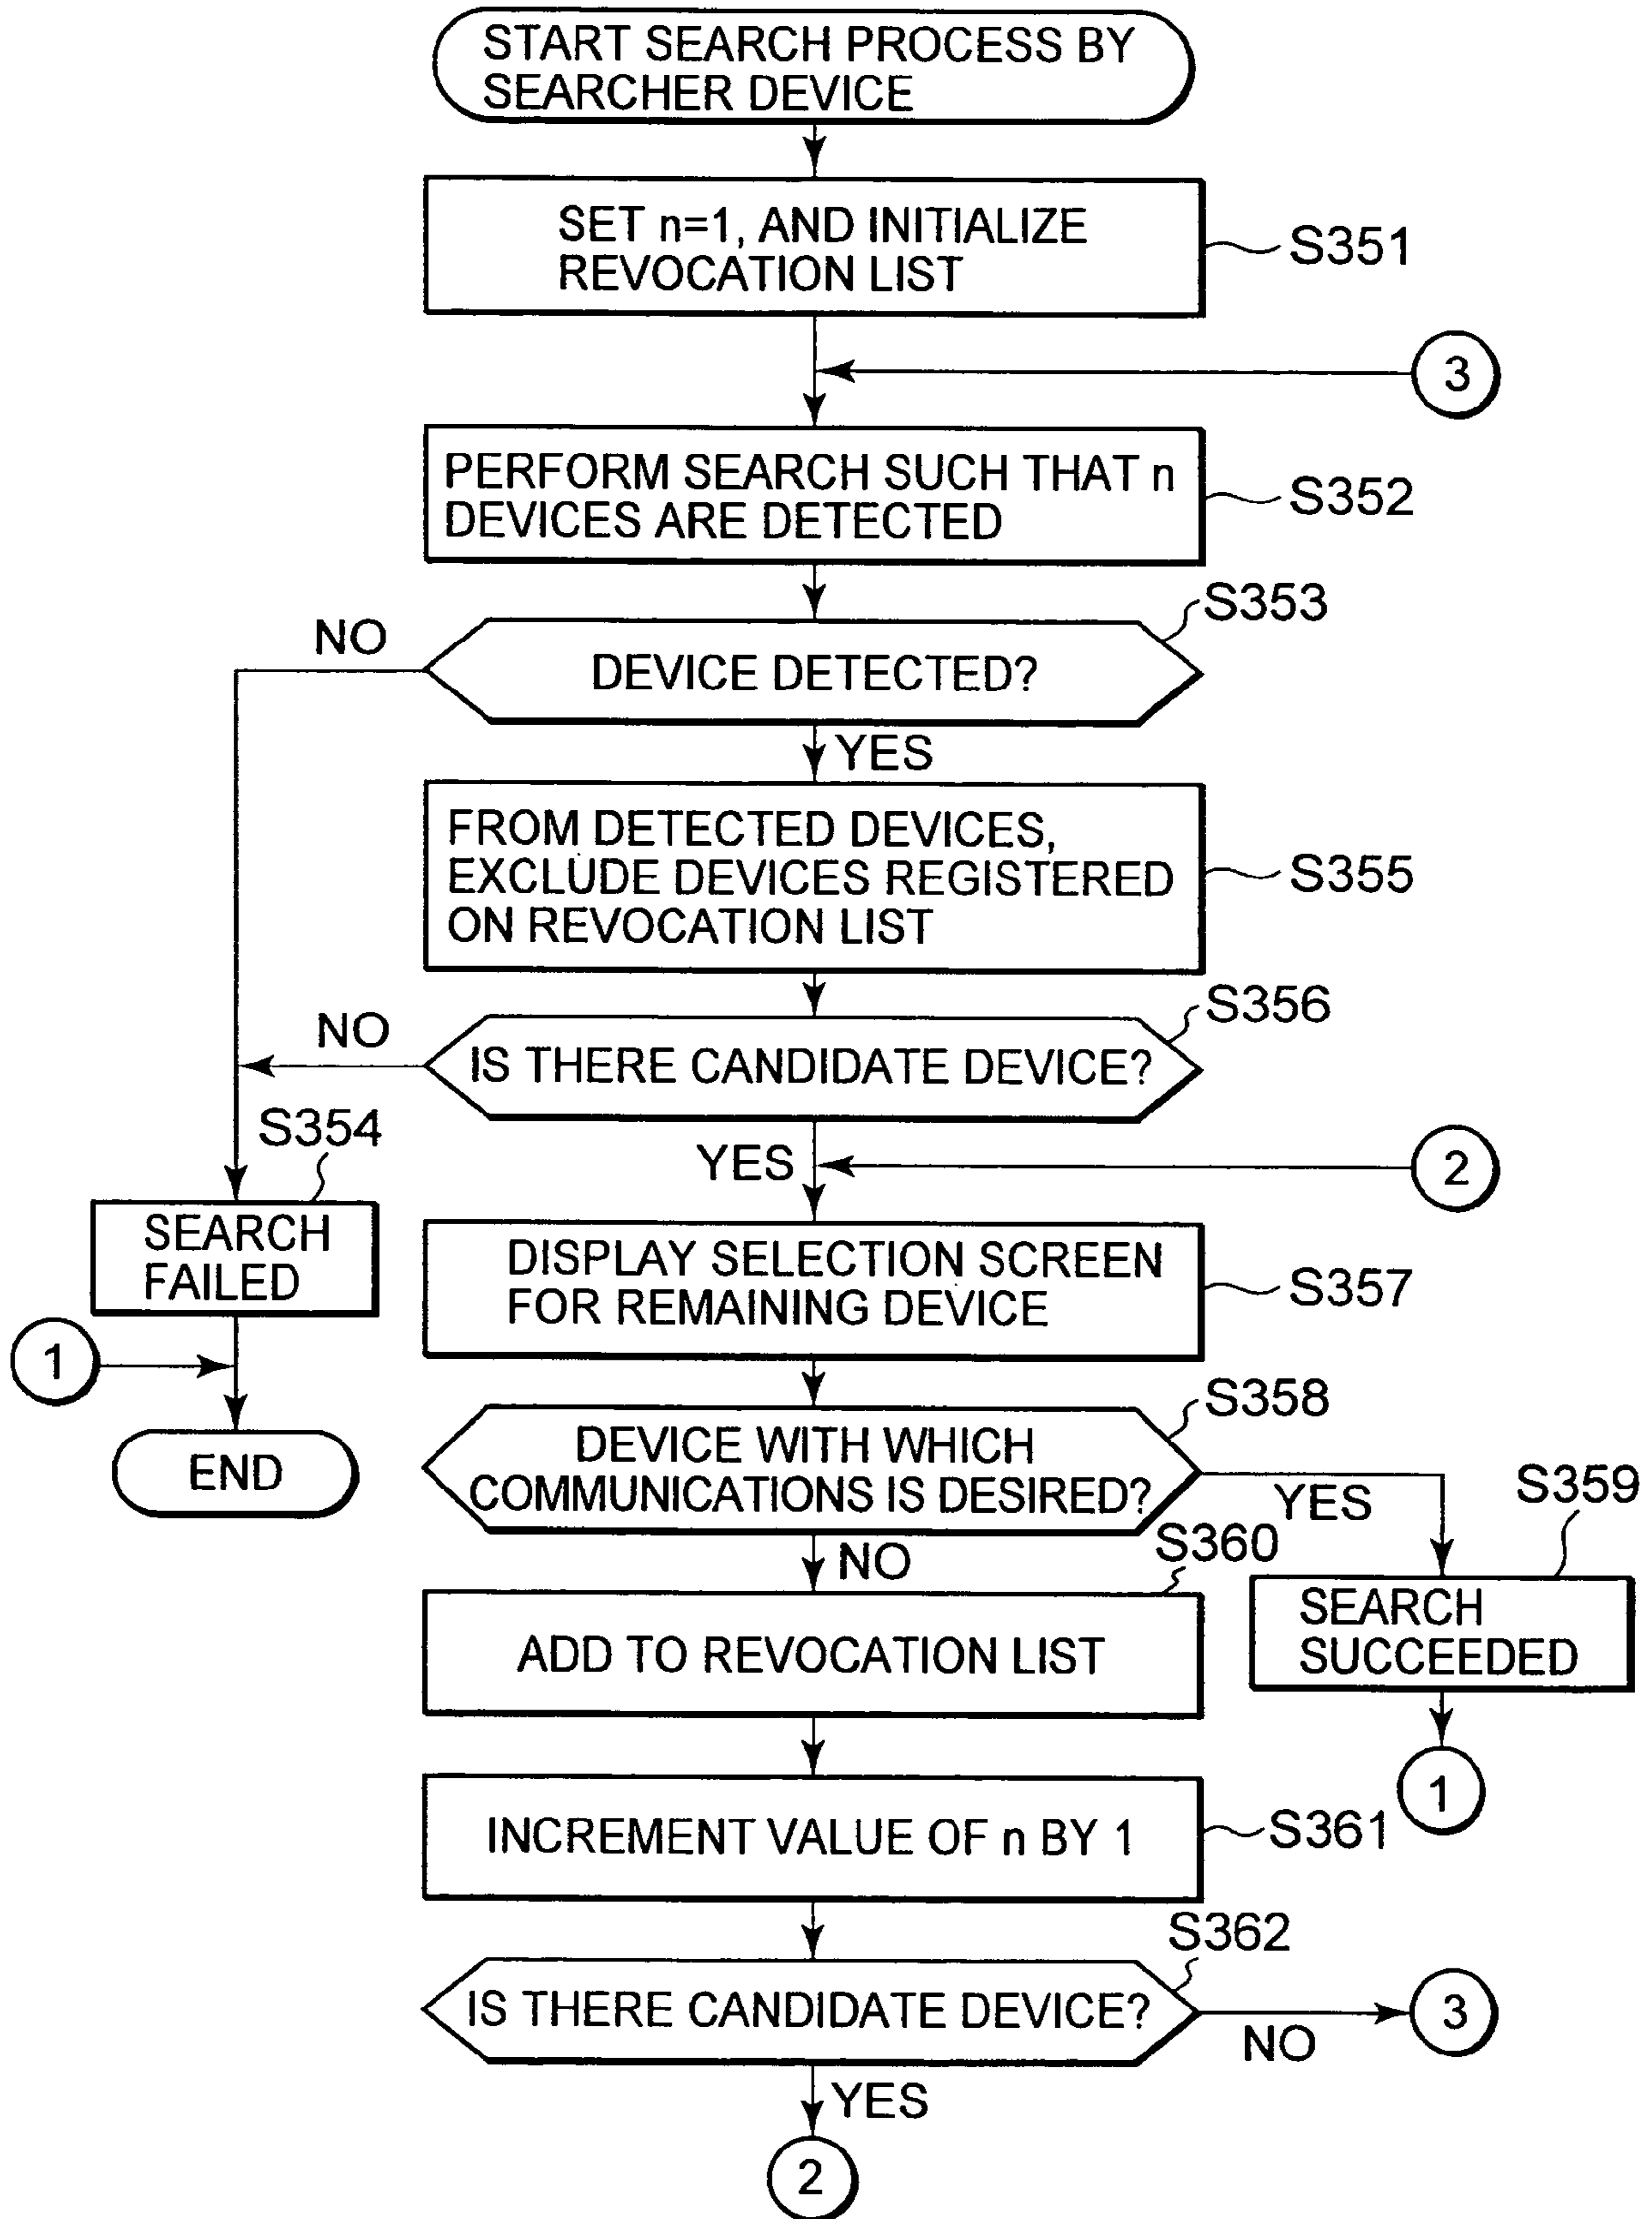 START SEARCH PROCESS BY
SEARCHER DEVICE
SET n=1, AND INITIALIZE
REVOCATION LIST
S351
3
PERFORM SEARCH SUCH THAT n
DEVICES ARE DETECTED
S352
S353
NO
DEVICE DETECTED?
YES
FROM DETECTED DEVICES,
EXCLUDE DEVICES REGISTERED
ON REVOCATION LIST
S355
S356
NO
IS THERE CANDIDATE DEVICE?
S354
YES
2
SEARCH
FAILED
DISPLAY SELECTION SCREEN
FOR REMAINING DEVICE
S357
1
END
S358
DEVICE WITH WHICH
COMMUNICATIONS IS DESIRED?
YES
S359
NO
S360
SEARCH
SUCCEEDED
ADD TO REVOCATION LIST
1
INCREMENT VALUE OF n BY 1
S361
S362
IS THERE CANDIDATE DEVICE?
3
NO
YES
2